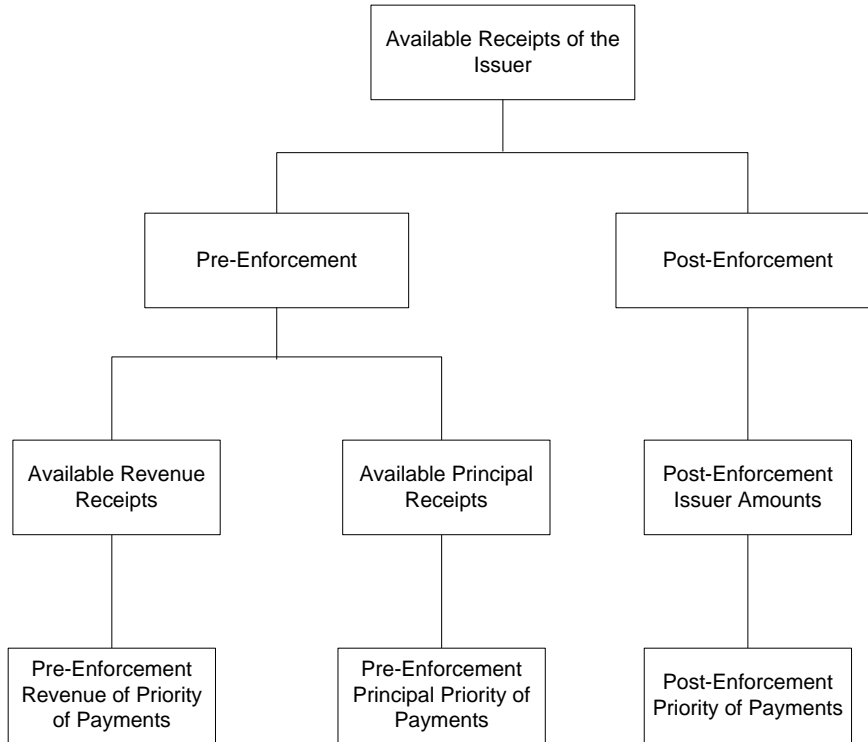 Available Receipts of the
Issuer
Pre-Enforcement
Post-Enforcement
Available Revenue
Receipts
Available Principal
Receipts
Post-Enforcement
Issuer Amounts
Pre-Enforcement
Revenue of Priority
of Payments
Pre-Enforcement
Principal Priority of
Payments
Post-Enforcement
Priority of Payments